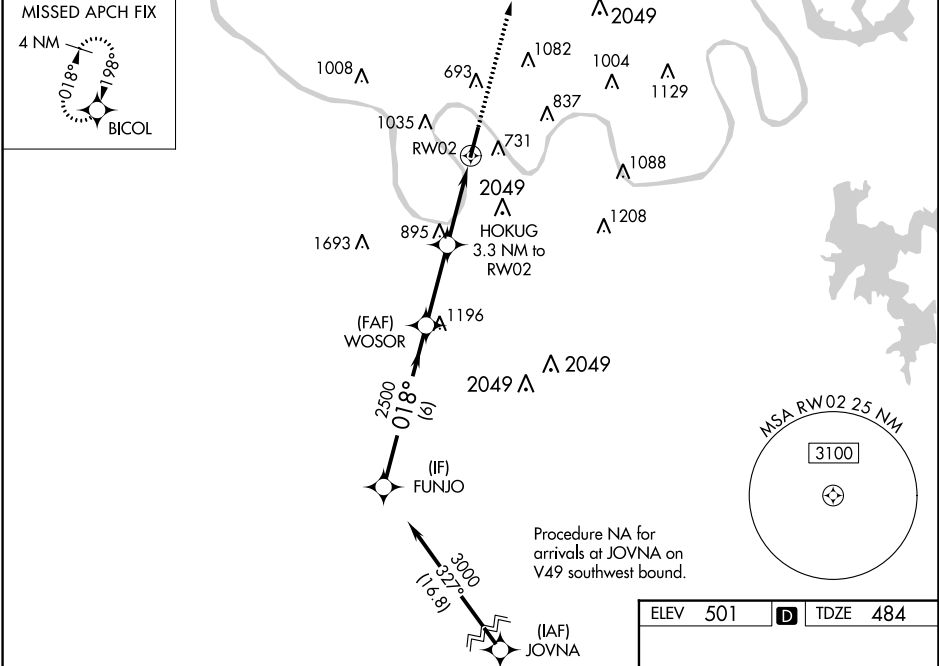 MISSED APCH FIX
4 NM
018°
198°
BICOL
2049
1008
693
1082
1004
1129
1035
837
RW02
731
1088
2049
1208
1693
895
HOKUG
3.3 NM to
RW02
(FAF)
WOSOR
1196
2049
2049
2500
018°
(6)
MSA RW02 25 NM
3100
(IF)
FUNJO
Procedure NA for
arrivals at JOVNA on
V49 southwest bound.
3000
327°
(16.8)
(IAF)
JOVNA
ELEV 501 D TDZE 484